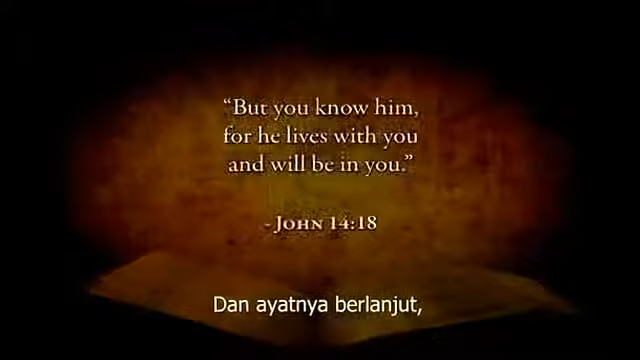 “But you know him,
for he lives with you
and will be in you.”
- John 14:18
Dan ayatnya berlanjut,